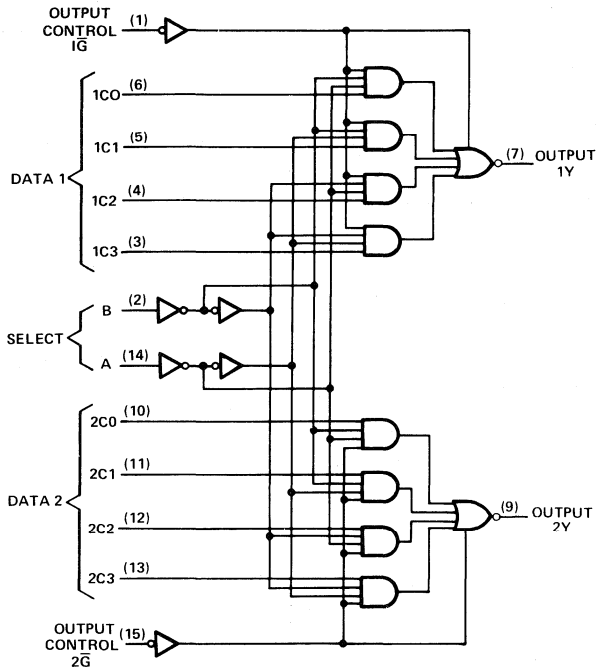 OUTPUT
CONTROL
1G̅
(1)
DATA 1
1C0
(6)
1C1
(5)
1C2
(4)
1C3
(3)
(7)
OUTPUT
1Y
SELECT
B
(2)
A
(14)
DATA 2
2C0
(10)
2C1
(11)
2C2
(12)
2C3
(13)
(9)
OUTPUT
2Y
OUTPUT
CONTROL
2G̅
(15)